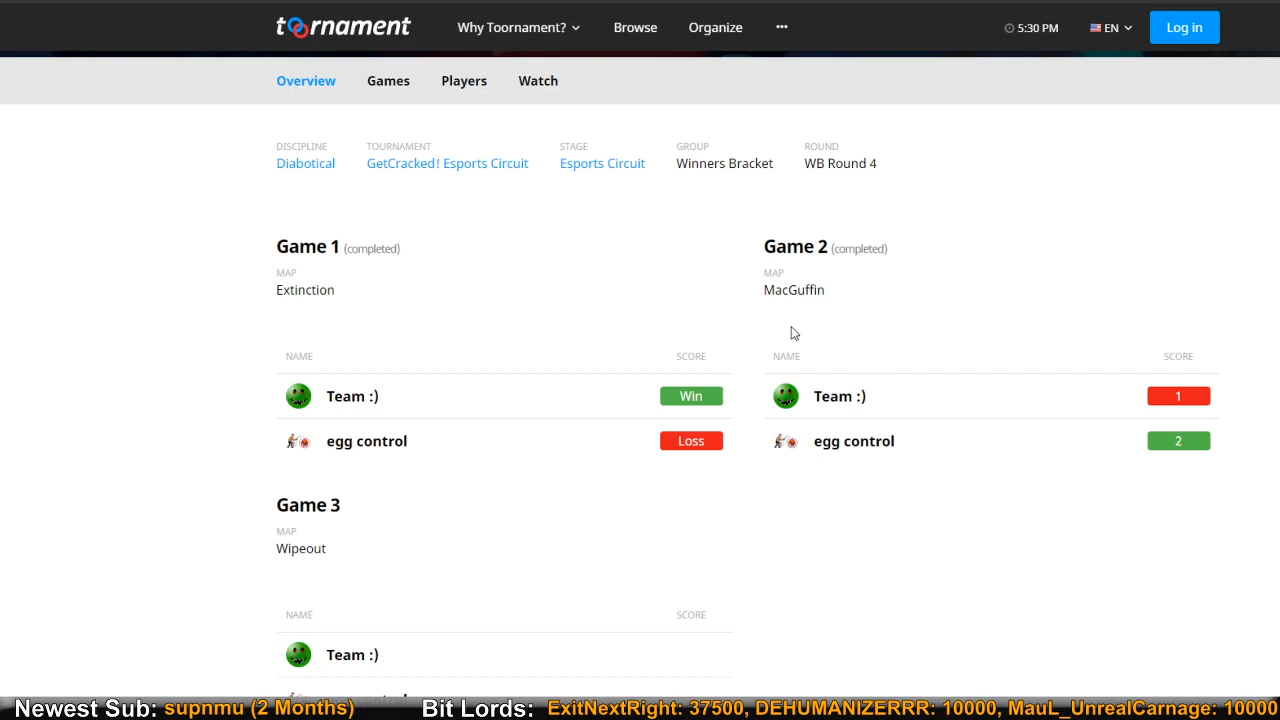 toornament Why Toornament? Browse Organize ••• 5:30 PM EN Log in
Overview Games Players Watch
DISCIPLINE TOURNAMENT STAGE GROUP ROUND
Diabotical GetCracked! Esports Circuit Esports Circuit Winners Bracket WB Round 4
Game 1 (completed) Game 2 (completed)
MAP MAP
Extinction MacGuffin
NAME SCORE NAME SCORE
Team :) Win Team :) 1
egg control Loss egg control 2
Game 3
MAP
Wipeout
NAME SCORE
Team :)
Newest Sub: supnmu (2 Months) Bit Lords: ExitNextRight: 37500, DEHUMANIZERRR: 10000, MauL_UnrealCarnage: 10000